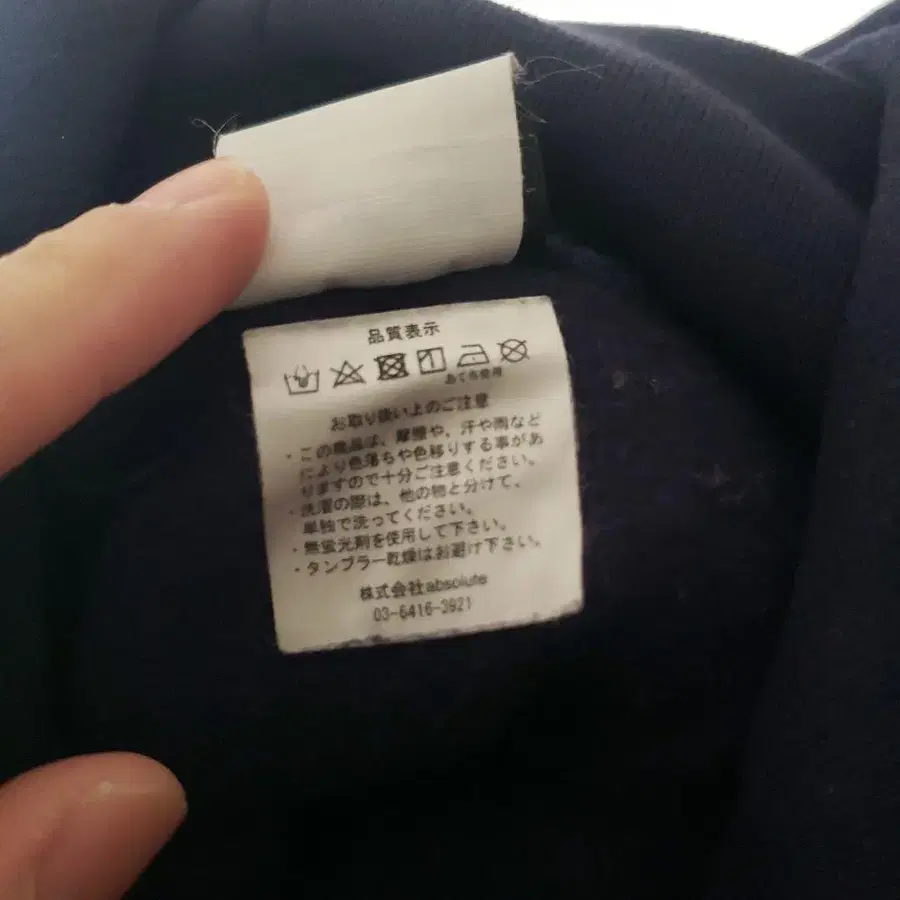 品質表示
あて布使用
お取り扱い上のご注意
・この商品は、摩擦や、汗や雨など
により色落ちや色移りする事があ
りますので十分ご注意ください。
・洗濯の際は、他の物と分けて、
単独で洗ってください。
・無蛍光剤を使用して下さい。
・タンブラー乾燥はお避け下さい。
株式会社absolute
03-6416-3921